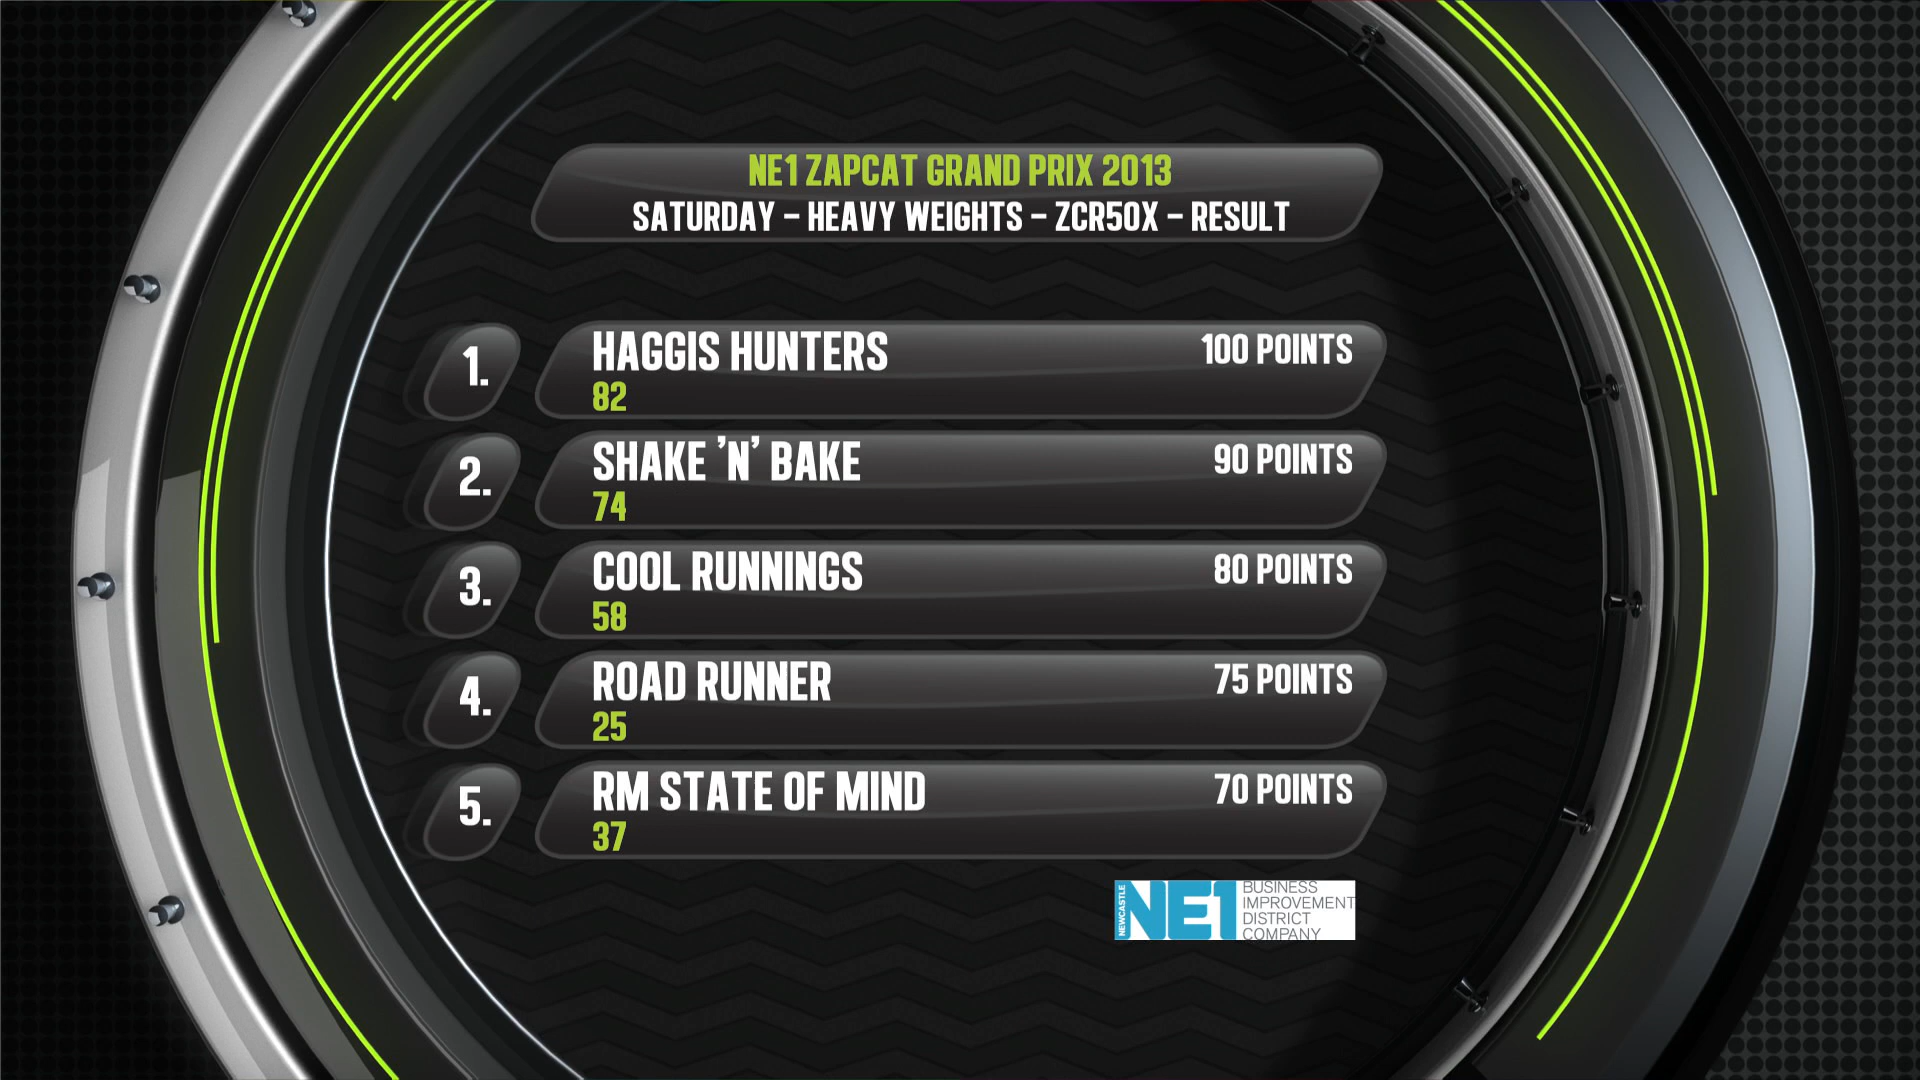 NE1 ZAPCAT GRAND PRIX 2013
SATURDAY – HEAVY WEIGHTS – ZCR50X – RESULT
1. HAGGIS HUNTERS 100 POINTS
82
2. SHAKE 'N' BAKE 90 POINTS
74
3. COOL RUNNINGS 80 POINTS
58
4. ROAD RUNNER 75 POINTS
25
5. RM STATE OF MIND 70 POINTS
37
NEWCASTLE
NE1
BUSINESS
IMPROVEMENT
DISTRICT
COMPANY